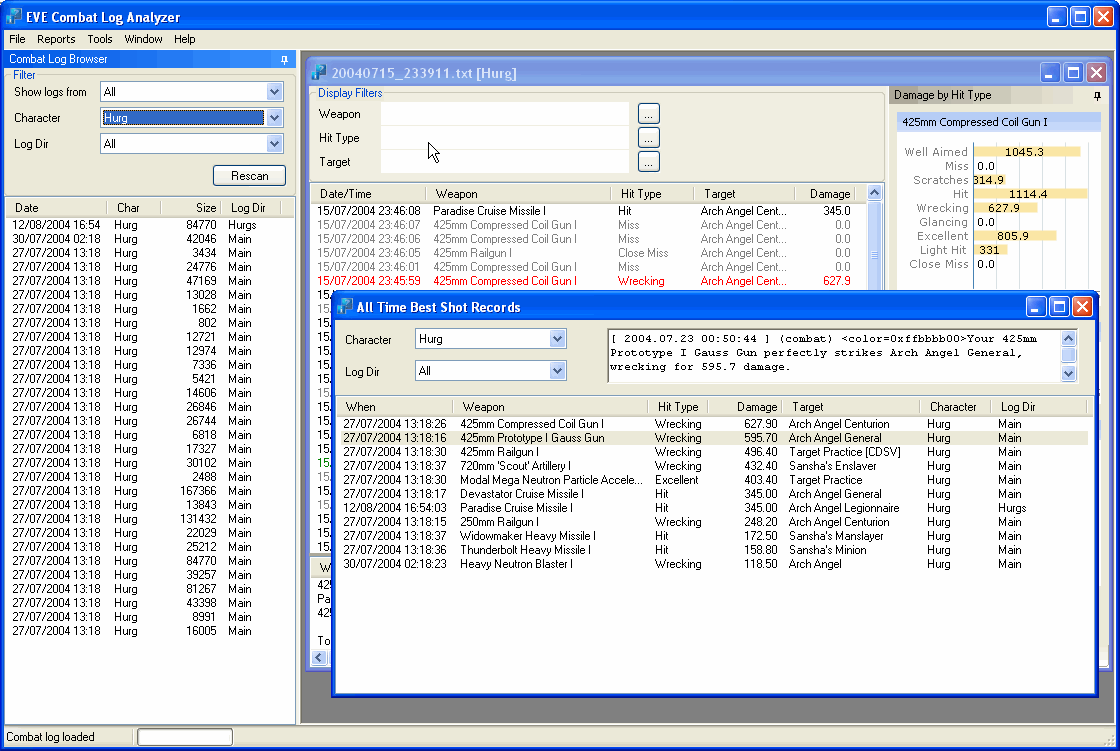 EVE Combat Log Analyzer
File Reports Tools Window Help
Combat Log Browser
Filter
Show logs from All
Character Hurg
Log Dir All
Rescan
Date Char Size Log Dir
12/08/2004 16:54 Hurg 84770 Hurgs
30/07/2004 02:18 Hurg 42046 Main
27/07/2004 13:18 Hurg 3434 Main
27/07/2004 13:18 Hurg 24776 Main
27/07/2004 13:18 Hurg 47169 Main
27/07/2004 13:18 Hurg 13028 Main
27/07/2004 13:18 Hurg 1662 Main
27/07/2004 13:18 Hurg 802 Main
27/07/2004 13:18 Hurg 12721 Main
27/07/2004 13:18 Hurg 12974 Main
27/07/2004 13:18 Hurg 7336 Main
27/07/2004 13:18 Hurg 5421 Main
27/07/2004 13:18 Hurg 14606 Main
27/07/2004 13:18 Hurg 26846 Main
27/07/2004 13:18 Hurg 26744 Main
27/07/2004 13:18 Hurg 6818 Main
27/07/2004 13:18 Hurg 17327 Main
27/07/2004 13:18 Hurg 30102 Main
27/07/2004 13:18 Hurg 2488 Main
27/07/2004 13:18 Hurg 167366 Main
27/07/2004 13:18 Hurg 13843 Main
27/07/2004 13:18 Hurg 131432 Main
27/07/2004 13:18 Hurg 22029 Main
27/07/2004 13:18 Hurg 25212 Main
27/07/2004 13:18 Hurg 84770 Main
27/07/2004 13:18 Hurg 39257 Main
27/07/2004 13:18 Hurg 81267 Main
27/07/2004 13:18 Hurg 43398 Main
27/07/2004 13:18 Hurg 8991 Main
27/07/2004 13:18 Hurg 16005 Main
20040715_233911.txt [Hurg]
Display Filters
Weapon ...
Hit Type ...
Target ...
Date/Time Weapon Hit Type Target Damage
15/07/2004 23:46:08 Paradise Cruise Missile I Hit Arch Angel Cent... 345.0
15/07/2004 23:46:07 425mm Compressed Coil Gun I Miss Arch Angel Cent... 0.0
15/07/2004 23:46:06 425mm Compressed Coil Gun I Miss Arch Angel Cent... 0.0
15/07/2004 23:46:05 425mm Railgun I Close Miss Arch Angel Cent... 0.0
15/07/2004 23:46:01 425mm Compressed Coil Gun I Miss Arch Angel Cent... 0.0
15/07/2004 23:45:59 425mm Compressed Coil Gun I Wrecking Arch Angel Cent... 627.9
Damage by Hit Type
425mm Compressed Coil Gun I
Well Aimed 1045.3
Miss 0.0
Scratches 314.9
Hit 1114.4
Wrecking 627.9
Glancing 0.0
Excellent 805.9
Light Hit 331
Close Miss 0.0
All Time Best Shot Records
Character Hurg
Log Dir All
[ 2004.07.23 00:50:44 ] (combat) <color=0xffbbbb00>Your 425mm
Prototype I Gauss Gun perfectly strikes Arch Angel General,
wrecking for 595.7 damage.
When Weapon Hit Type Damage Target Character Log Dir
27/07/2004 13:18:26 425mm Compressed Coil Gun I Wrecking 627.90 Arch Angel Centurion Hurg Main
27/07/2004 13:18:16 425mm Prototype I Gauss Gun Wrecking 595.70 Arch Angel General Hurg Main
27/07/2004 13:18:30 425mm Railgun I Wrecking 496.40 Target Practice [CDSV] Hurg Main
27/07/2004 13:18:37 720mm 'Scout' Artillery I Wrecking 432.40 Sansha's Enslaver Hurg Main
27/07/2004 13:18:30 Modal Mega Neutron Particle Accele... Excellent 403.40 Target Practice Hurg Main
27/07/2004 13:18:17 Devastator Cruise Missile I Hit 345.00 Arch Angel General Hurg Main
12/08/2004 16:54:03 Paradise Cruise Missile I Hit 345.00 Arch Angel Legionnaire Hurg Hurgs
27/07/2004 13:18:15 250mm Railgun I Wrecking 248.20 Arch Angel Centurion Hurg Main
27/07/2004 13:18:37 Widowmaker Heavy Missile I Hit 172.50 Sansha's Manslayer Hurg Main
27/07/2004 13:18:36 Thunderbolt Heavy Missile I Hit 158.80 Sansha's Minion Hurg Main
30/07/2004 02:18:23 Heavy Neutron Blaster I Wrecking 118.50 Arch Angel Hurg Main
Combat log loaded